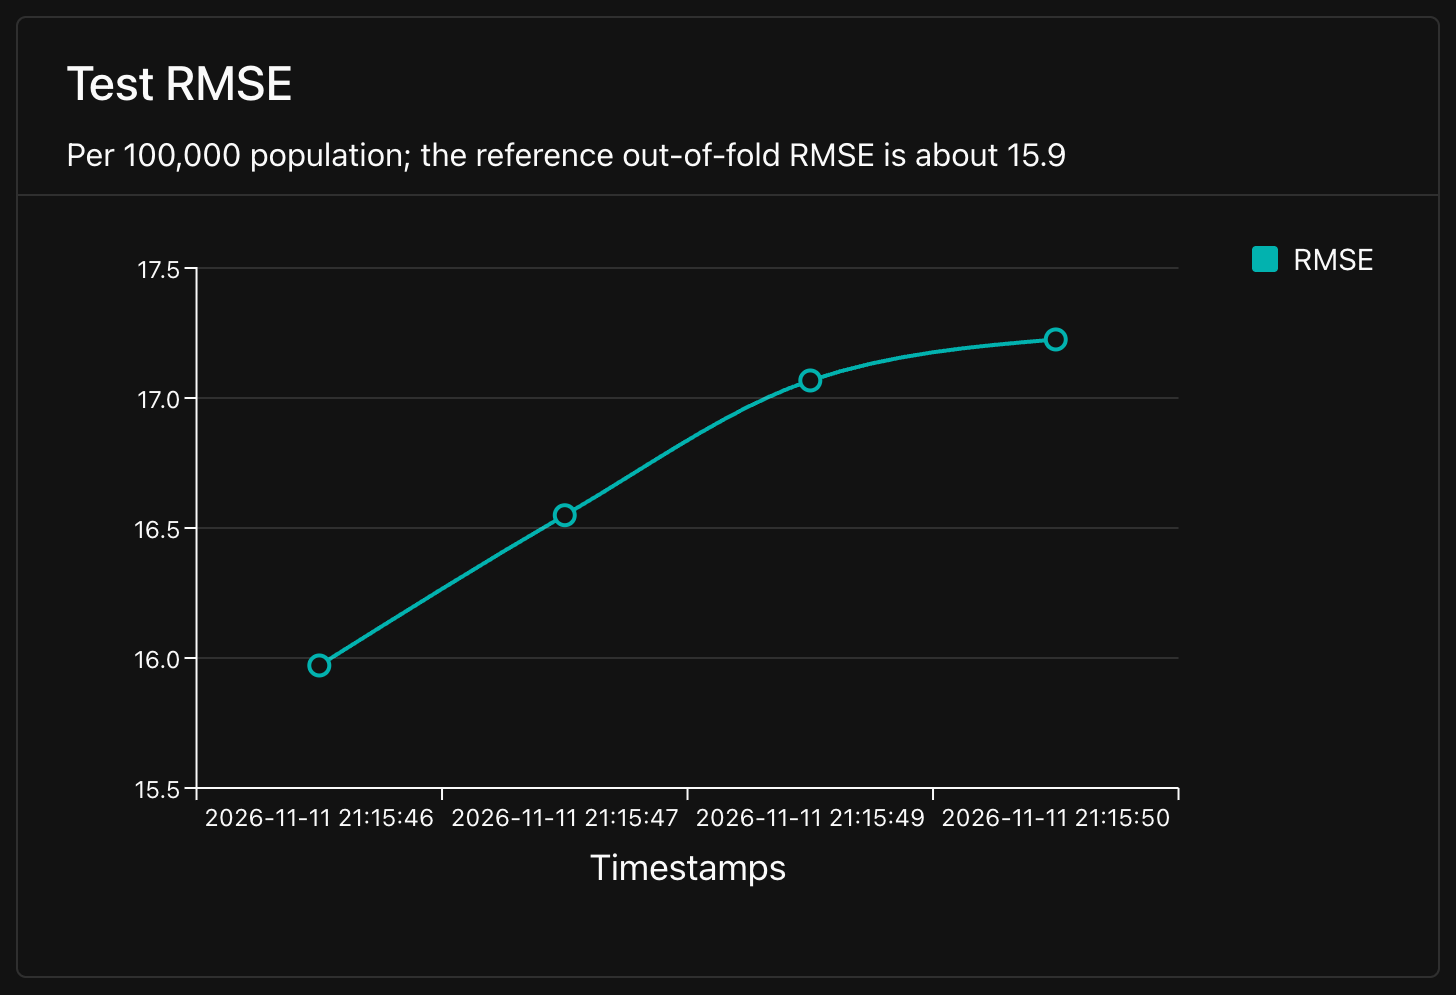 Test RMSE
Per 100,000 population; the reference out-of-fold RMSE is about 15.9
RMSE
17.5
17.0
16.5
16.0
15.5
2026-11-11 21:15:46 2026-11-11 21:15:47 2026-11-11 21:15:49 2026-11-11 21:15:50
Timestamps